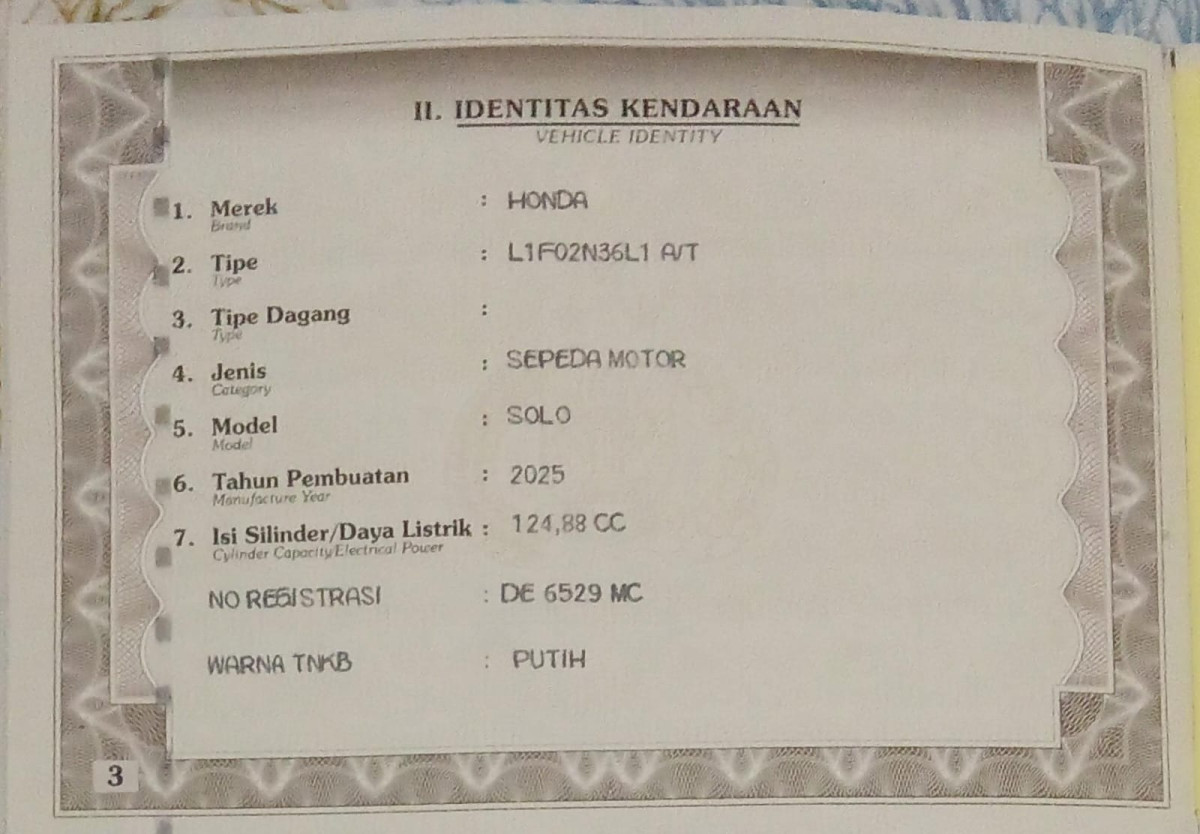 II. IDENTITAS KENDARAAN
VEHICLE IDENTITY
1. Merek : HONDA
Brand
2. Tipe : L1F02N36L1 A/T
Type
3. Tipe Dagang :
Type
4. Jenis : SEPEDA MOTOR
Category
5. Model : SOLO
Model
6. Tahun Pembuatan : 2025
Manufacture Year
7. Isi Silinder/Daya Listrik : 124,88 CC
Cylinder Capacity/Electrical Power
NO REGISTRASI : DE 6529 MC
WARNA TNKB : PUTIH
3